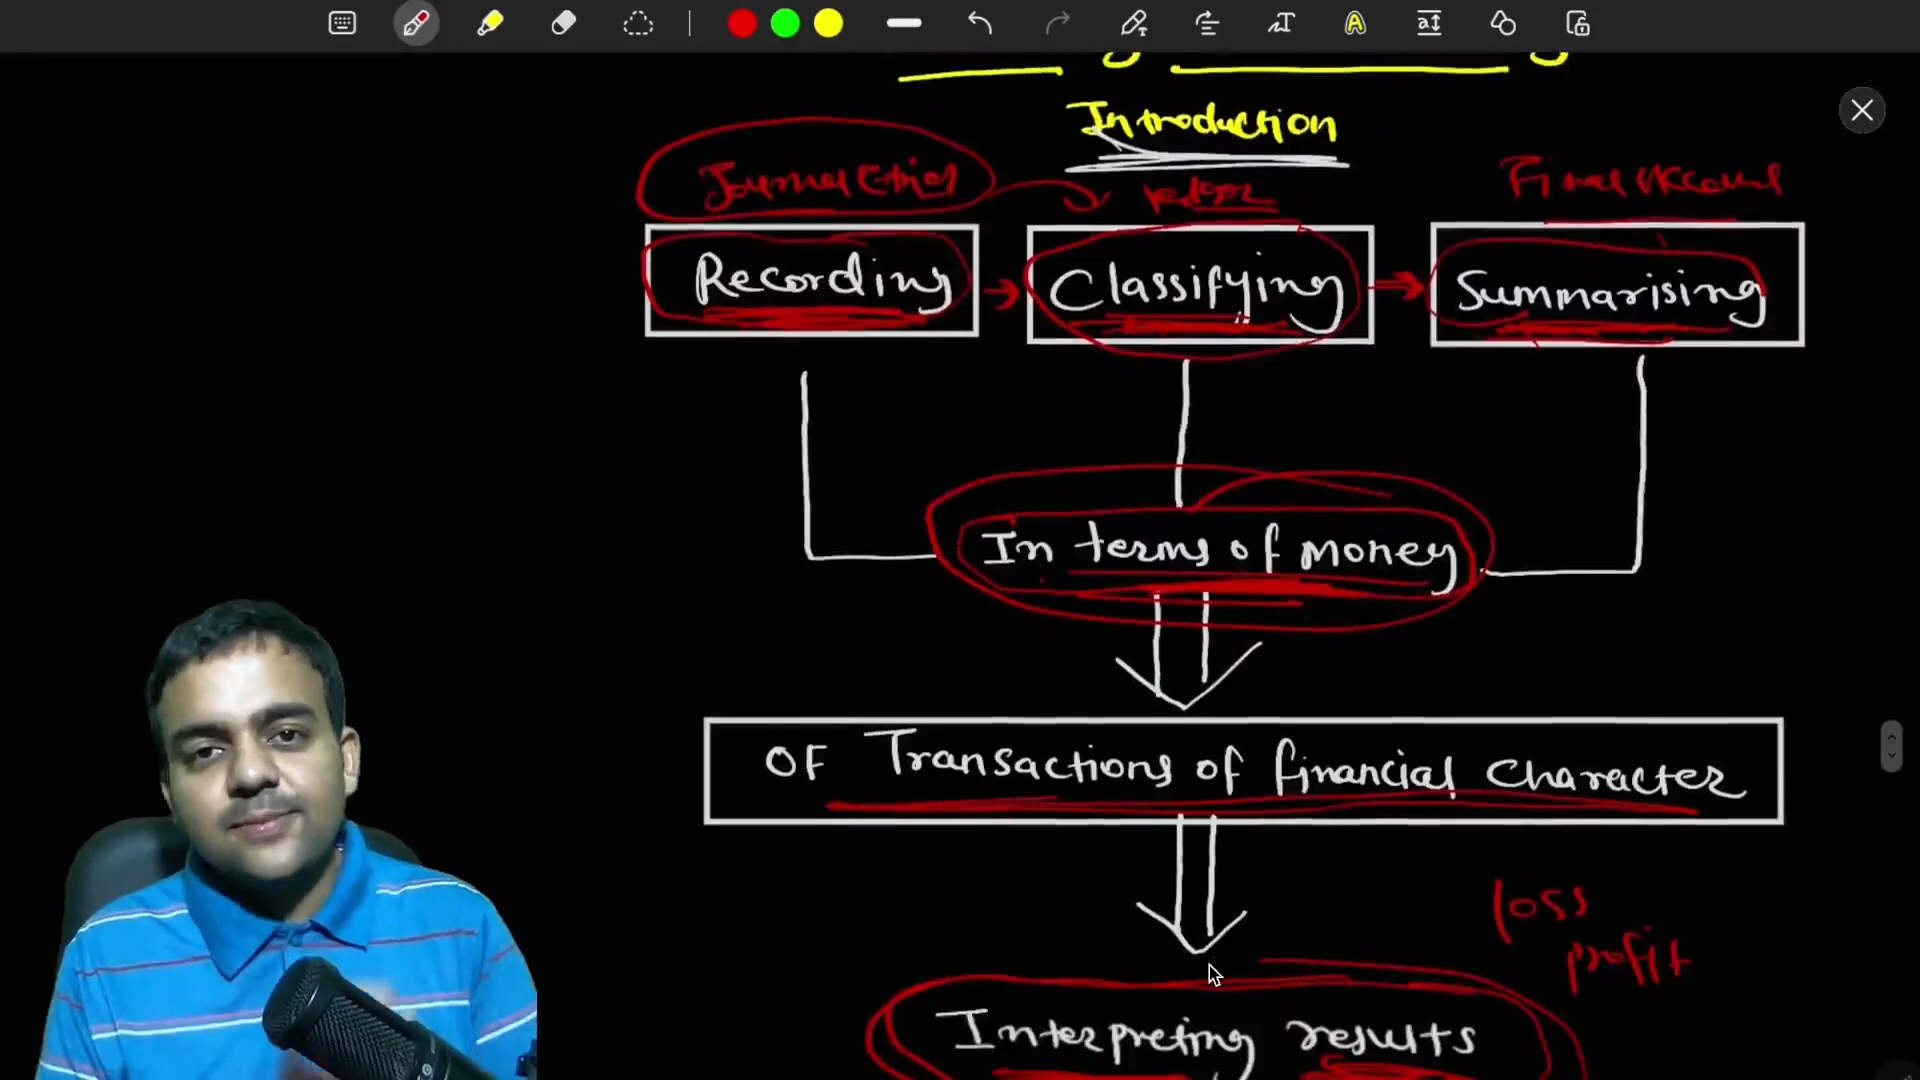 Introduction
Journal Entries
Ledger
Final Account
Recording
Classifying
Summarising
In terms of money
OF Transactions of financial Character
loss
profit
Interpreting results